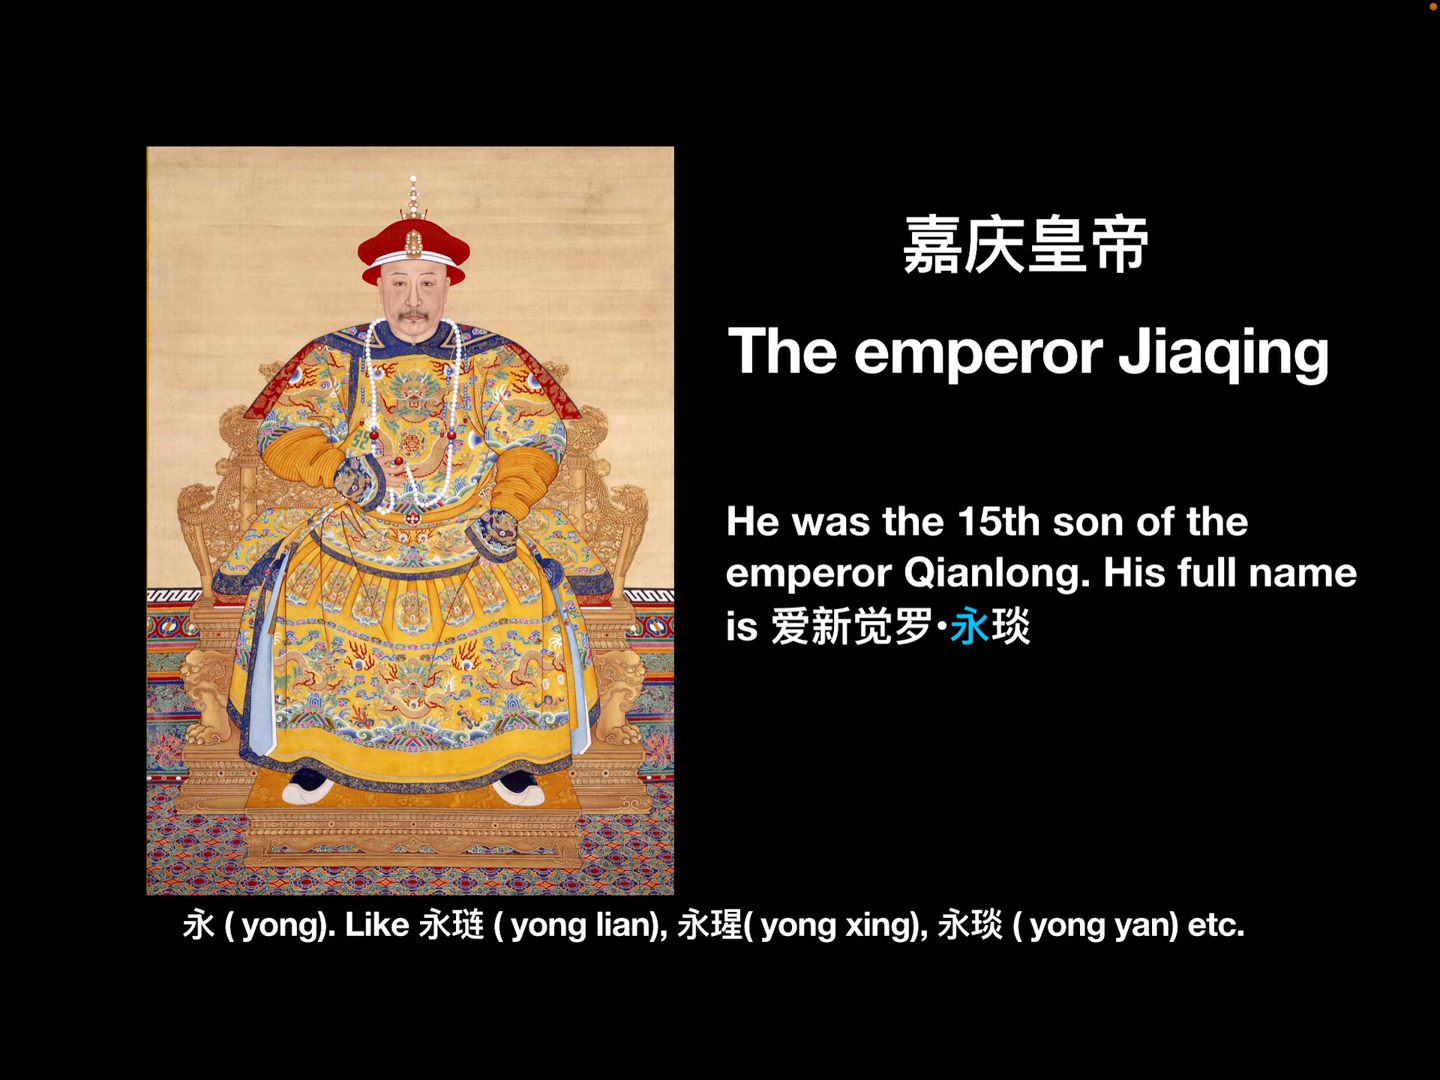 嘉庆皇帝
The emperor Jiaqing
He was the 15th son of the
emperor Qianlong. His full name
is 爱新觉罗·永琰
永 ( yong). Like 永琏 ( yong lian), 永瑆( yong xing), 永琰 ( yong yan) etc.